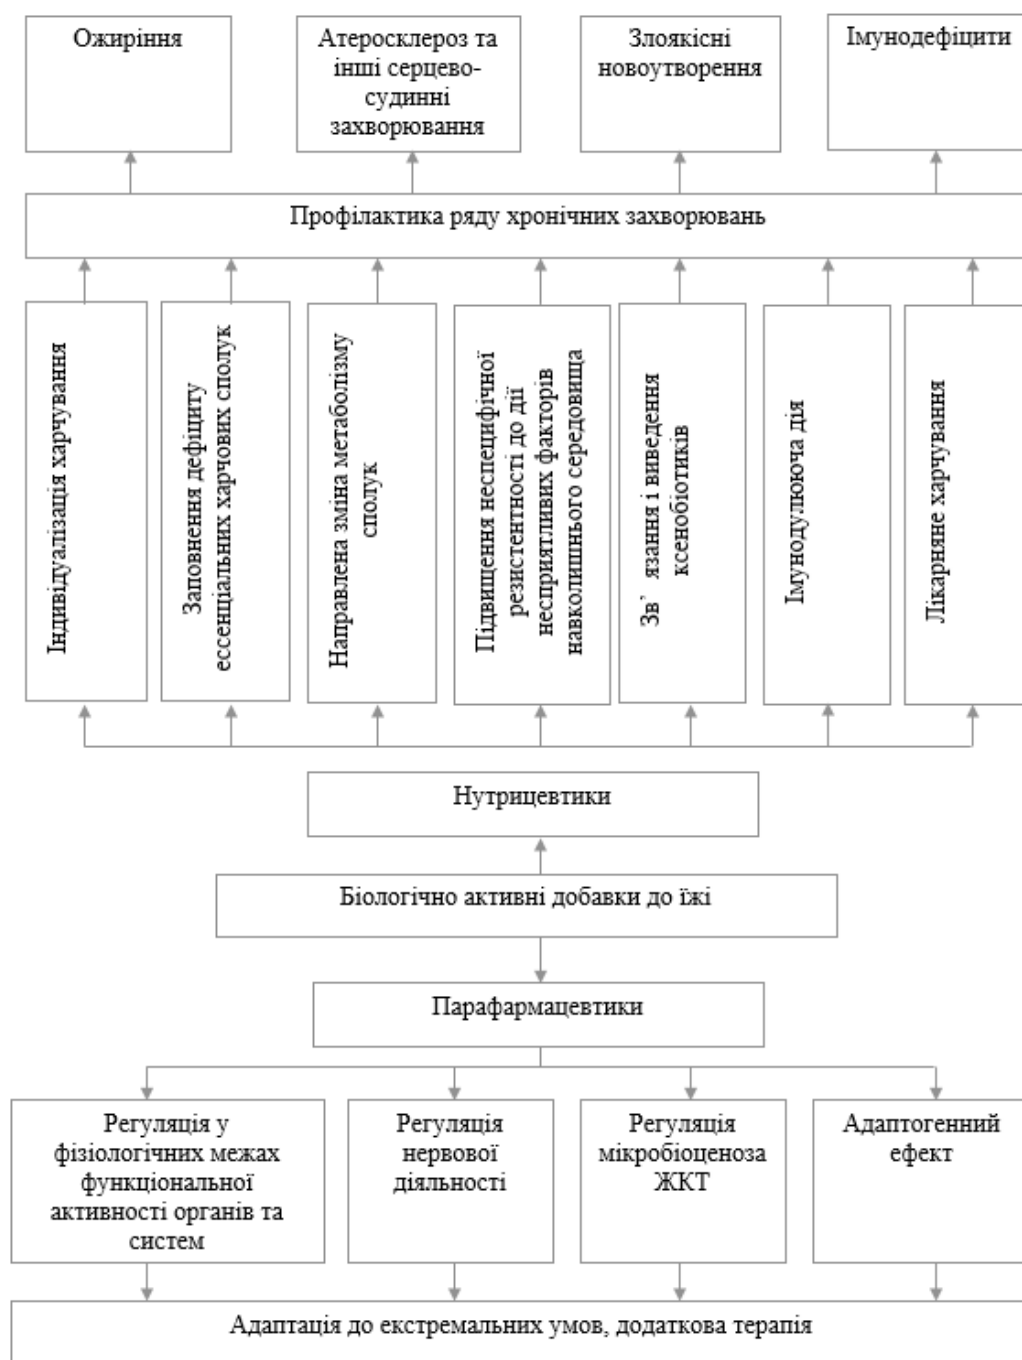 Ожиріння
Атеросклероз та
інші серцево-
судинні
захворювання
Злоякісні
новоутворення
Імунодефіцити
Профілактика ряду хронічних захворювань
Індивідуалізація харчування
Заповнення дефіциту
ессенціальних харчових сполук
Направлена зміна метаболізму
сполук
Підвищення неспецифічної
резистентності до дії
несприятливих факторів
навколишнього середовища
Зв’ язання і виведення
ксенобіотиків
Імунодулююча дія
Лікарняне харчування
Нутрицевтики
Біологічно активні добавки до їжі
Парафармацевтики
Регуляція у
фізіологічних межах
функціональної
активності органів та
систем
Регуляція
нервової
діяльності
Регуляція
мікробіоценоза
ЖКТ
Адаптогенний
ефект
Адаптація до екстремальних умов, додаткова терапія